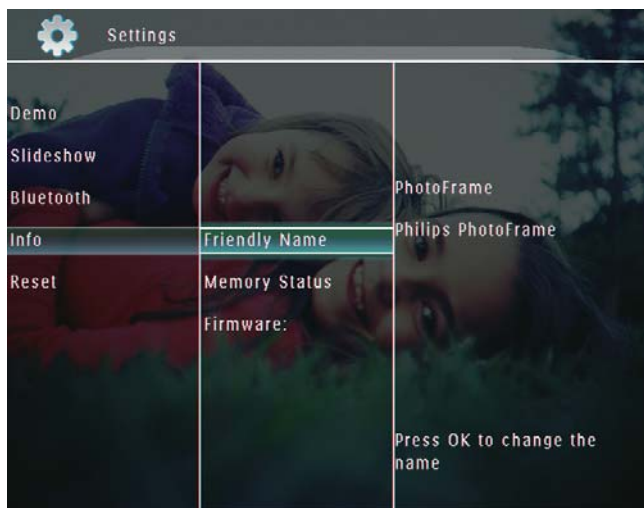 Settings
Demo
Slideshow
Bluetooth
Info
Reset
Friendly Name
Memory Status
Firmware:
PhotoFrame
Philips PhotoFrame
Press OK to change the
name